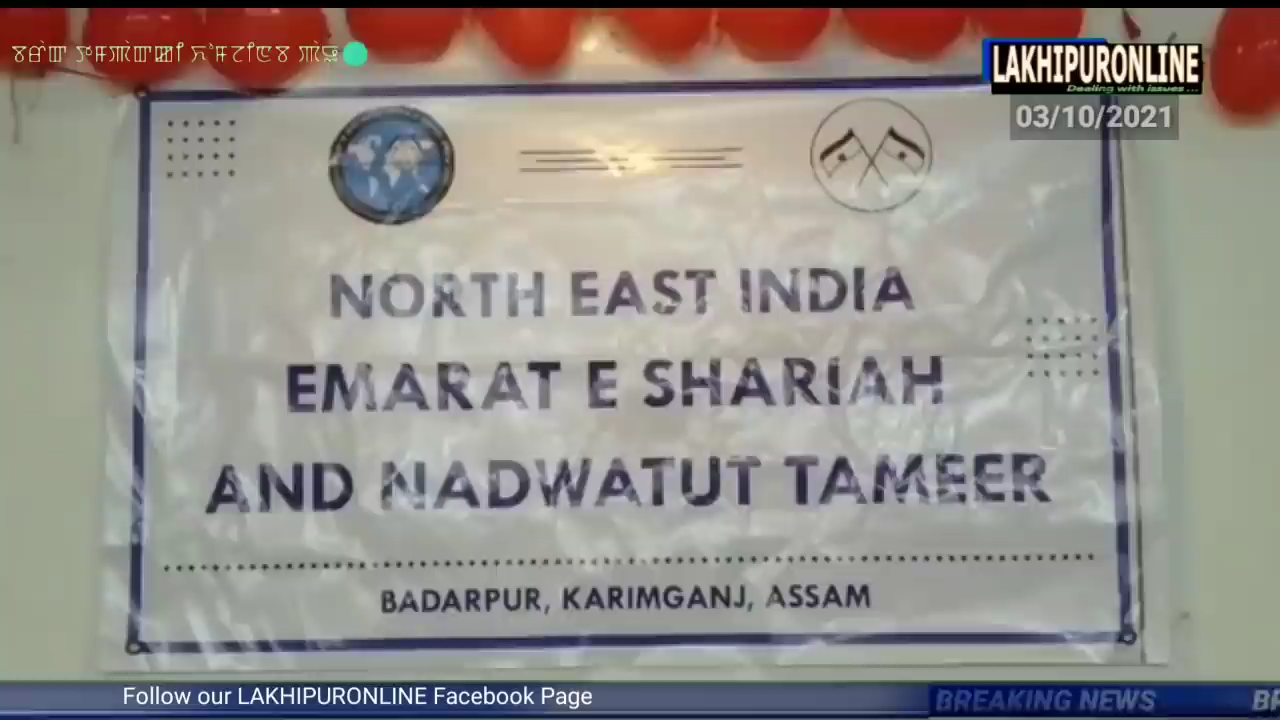 LAKHIPURONLINE
Dealing with issues ...
03/10/2021
NORTH EAST INDIA
EMARAT E SHARIAH
AND NADWATUT TAMEER
BADARPUR, KARIMGANJ, ASSAM
Follow our LAKHIPURONLINE Facebook Page
BREAKING NEWS